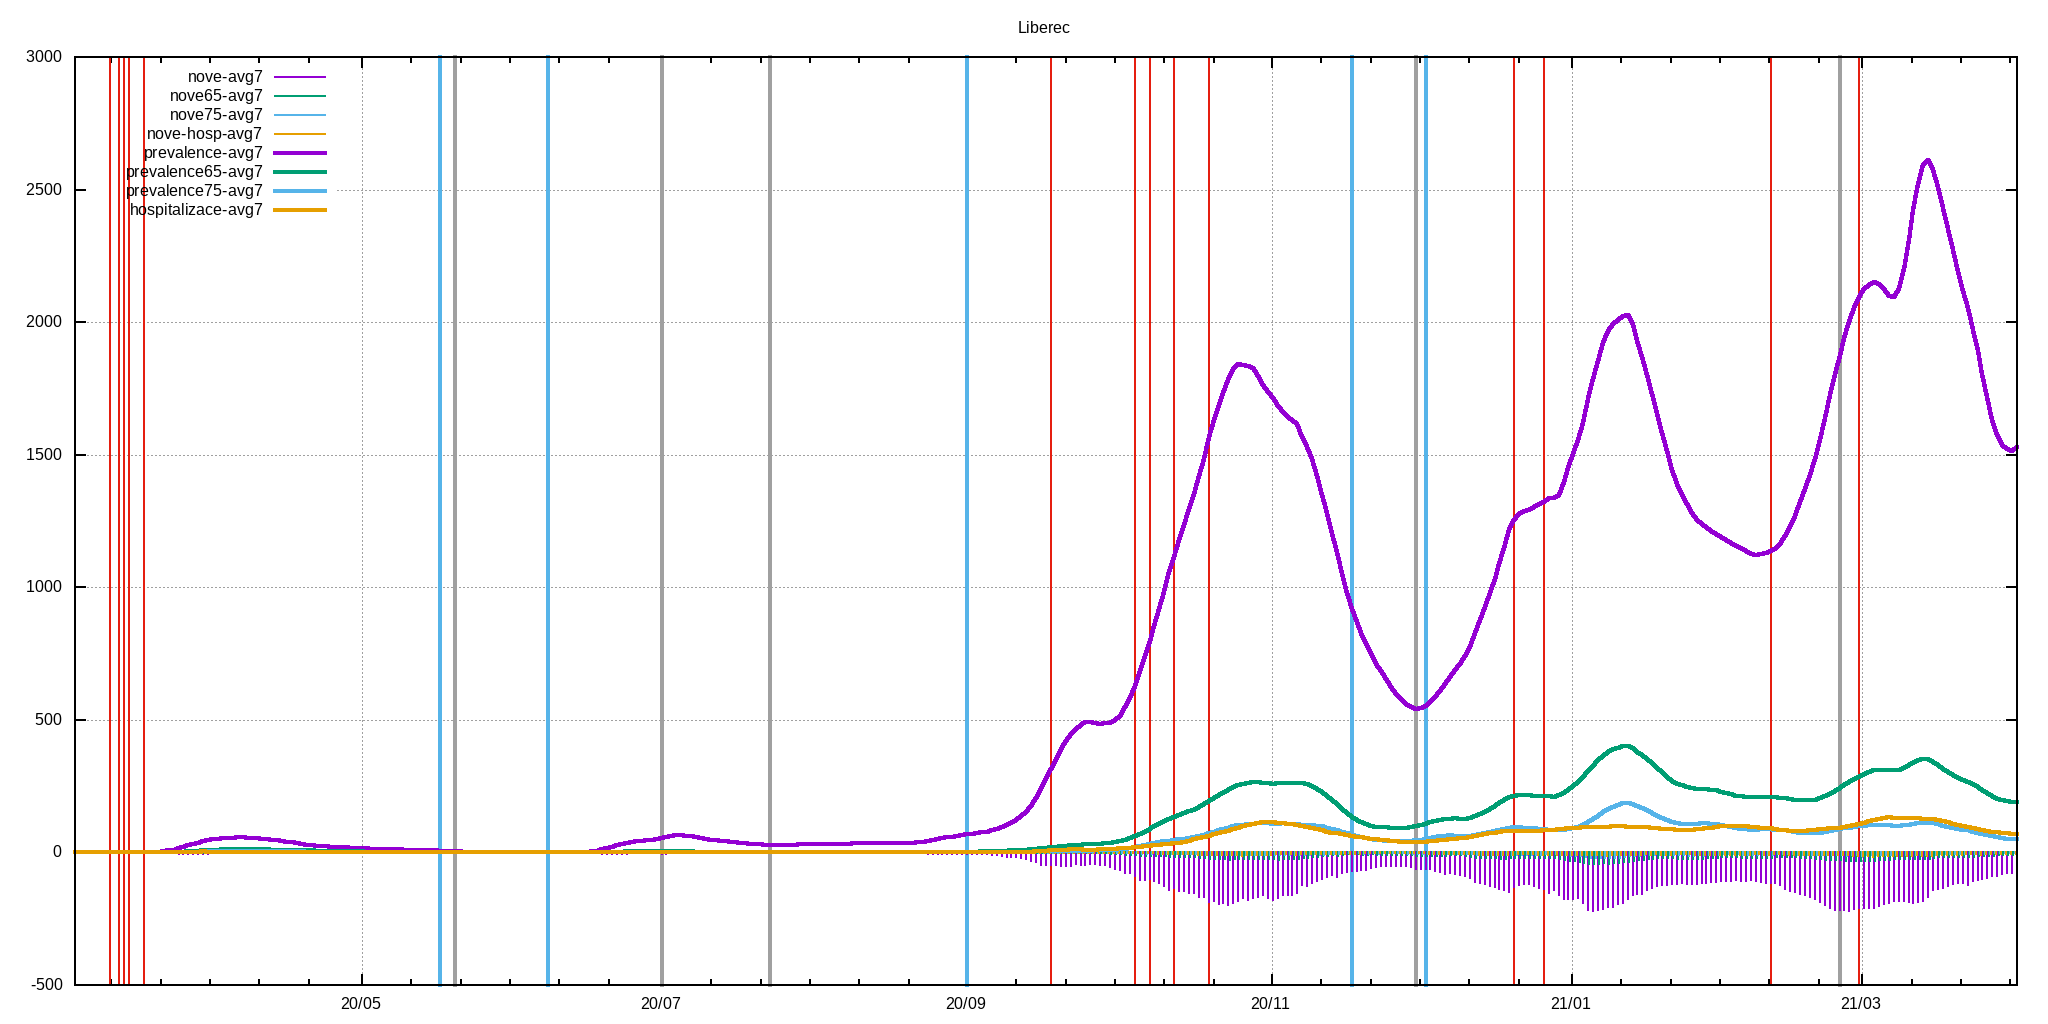 Liberec
3000
nove-avg7
nove65-avg7
nove75-avg7
nove-hosp-avg7
prevalence-avg7
prevalence65-avg7
prevalence75-avg7
hospitalizace-avg7
2500
2000
1500
1000
500
0
-500
20/05 20/07 20/09 20/11 21/01 21/03